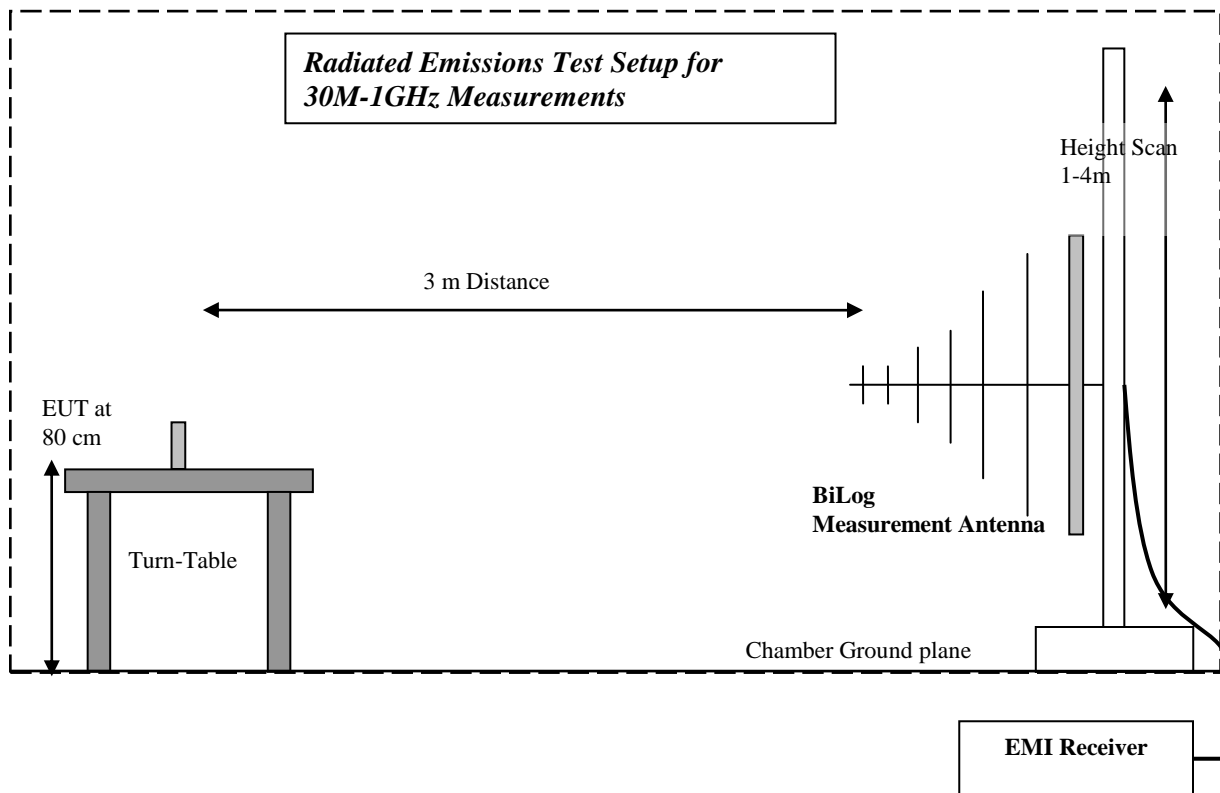 Radiated Emissions Test Setup for
30M-1GHz Measurements
Height Scan
1-4m
3 m Distance
EUT at
80 cm
BiLog
Measurement Antenna
Turn-Table
Chamber Ground plane
EMI Receiver